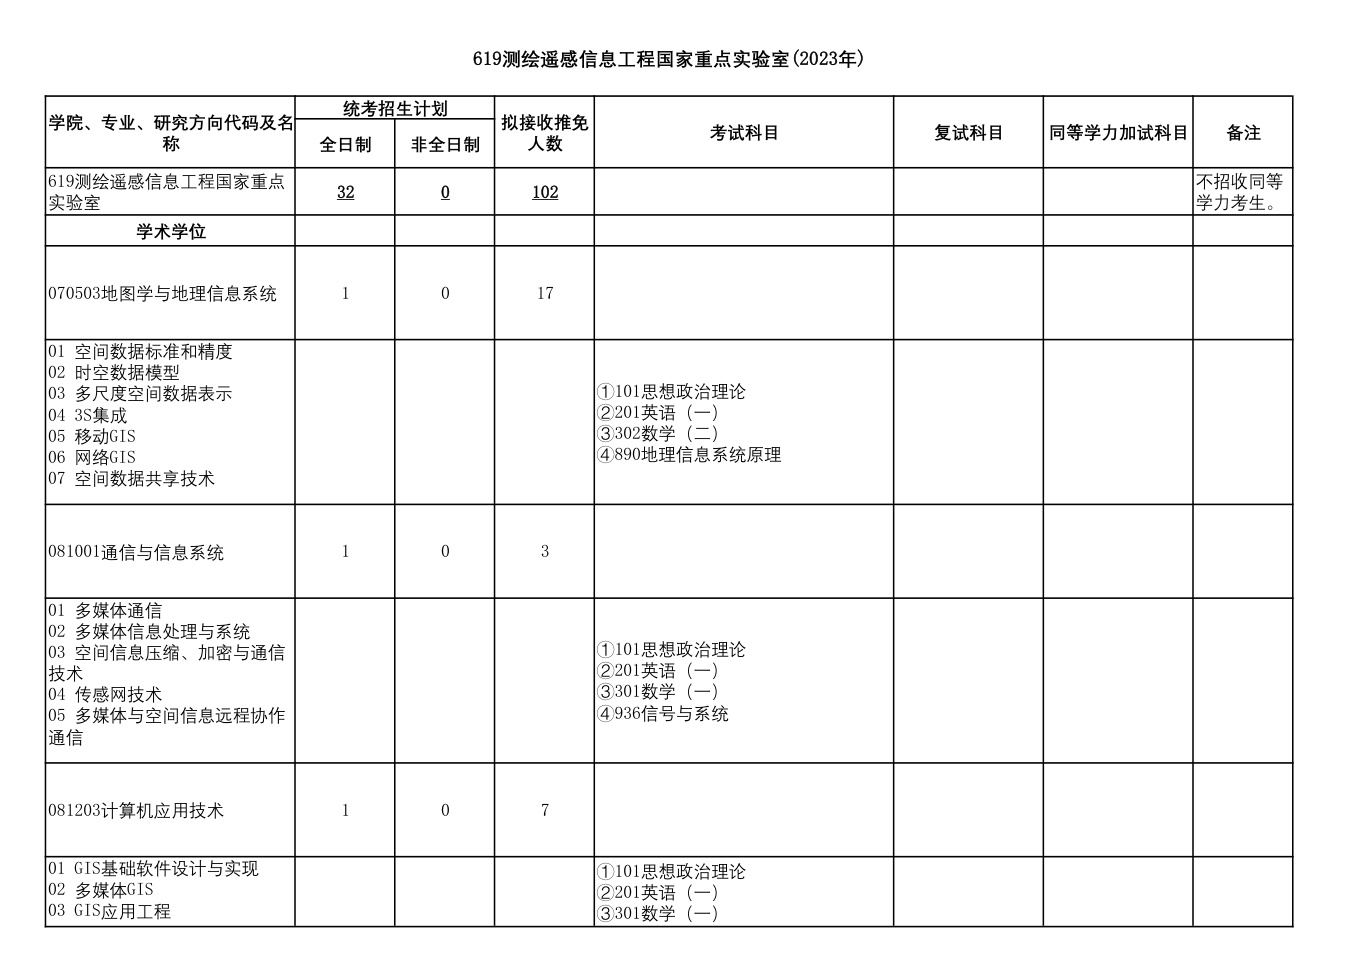 619测绘遥感信息工程国家重点实验室(2023年)
学院、专业、研究方向代码及名
称
统考招生计划
全日制
非全日制
拟接收推免
人数
考试科目
复试科目
同等学力加试科目
备注
619测绘遥感信息工程国家重点
实验室
32
0
102
不招收同等
学力考生。
学术学位
070503地图学与地理信息系统
1
0
17
01 空间数据标准和精度
02 时空数据模型
03 多尺度空间数据表示
04 3S集成
05 移动GIS
06 网络GIS
07 空间数据共享技术
①101思想政治理论
②201英语（一）
③302数学（二）
④890地理信息系统原理
081001通信与信息系统
1
0
3
01 多媒体通信
02 多媒体信息处理与系统
03 空间信息压缩、加密与通信
技术
04 传感网技术
05 多媒体与空间信息远程协作
通信
①101思想政治理论
②201英语（一）
③301数学（一）
④936信号与系统
081203计算机应用技术
1
0
7
01 GIS基础软件设计与实现
02 多媒体GIS
03 GIS应用工程
①101思想政治理论
②201英语（一）
③301数学（一）